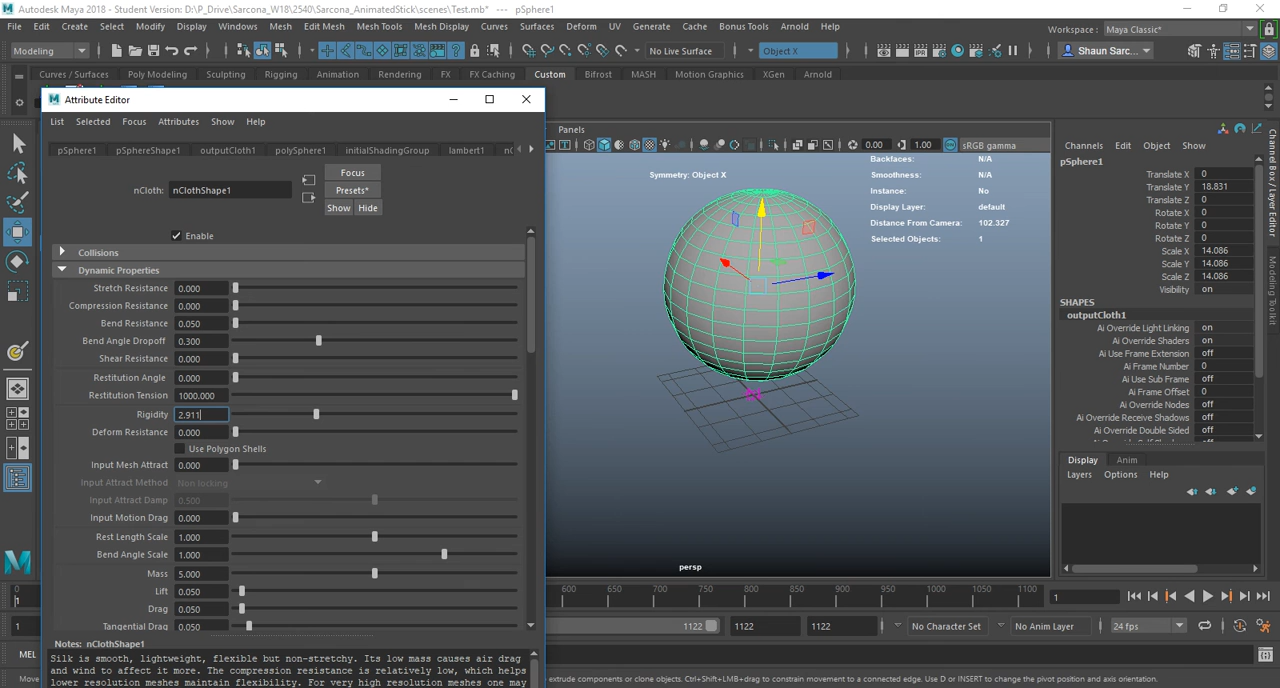 Autodesk Maya 2018 - Student Version: D:\P_Drive\Sarcona_W18\2540\Sarcona_AnimatedStick\scenes\Test.mb*   ---   pSphere1
File Edit Create Select Modify Display Windows Mesh Edit Mesh Mesh Tools Mesh Display Curves Surfaces Deform UV Generate Cache Bonus Tools Arnold Help
Workspace : Maya Classic*
Modeling No Live Surface Object X Shaun Sarc...
Curves / Surfaces Poly Modeling Sculpting Rigging Animation Rendering FX FX Caching Custom Bifrost MASH Motion Graphics XGen Arnold
Attribute Editor
List Selected Focus Attributes Show Help
pSphere1 pSphereShape1 outputCloth1 polySphere1 initialShadingGroup lambert1
nCloth: nClothShape1
Focus
Presets*
Show Hide
Enable
Collisions
Dynamic Properties
Stretch Resistance 0.000
Compression Resistance 0.000
Bend Resistance 0.050
Bend Angle Dropoff 0.300
Shear Resistance 0.000
Restitution Angle 0.000
Restitution Tension 1000.000
Rigidity 2.911
Deform Resistance 0.000
Use Polygon Shells
Input Mesh Attract 0.000
Input Attract Method Non locking
Input Attract Damp 0.500
Input Motion Drag 0.000
Rest Length Scale 1.000
Bend Angle Scale 1.000
Mass 5.000
Lift 0.050
Drag 0.050
Tangential Drag 0.050
Notes: nClothShape1
Silk is smooth, lightweight, flexible but non-stretchy. Its low mass causes air drag
and wind to affect it more. The compression resistance is relatively low, which helps
lower resolution meshes maintain flexibility. For very high resolution meshes one may
Panels
0.00 1.00 sRGB gamma
Backfaces: N/A
Smoothness: N/A
Instance: No
Display Layer: default
Distance From Camera: 102.327
Selected Objects: 1
Symmetry: Object X
persp
Channels Edit Object Show
pSphere1
Translate X 0
Translate Y 18.831
Translate Z 0
Rotate X 0
Rotate Y 0
Rotate Z 0
Scale X 14.086
Scale Y 14.086
Scale Z 14.086
Visibility on
SHAPES
outputCloth1
Ai Override Light Linking on
Ai Override Shaders on
Ai Use Frame Extension off
Ai Frame Number 0
Ai Use Sub Frame off
Ai Frame Offset 0
Ai Override Nodes off
Ai Override Receive Shadows off
Ai Override Double Sided off
Display Anim
Layers Options Help
Channel Box / Layer Editor
Modeling Toolkit
0 600 650 700 750 800 850 900 950 1000 1050 1100
1 1
1 1122 1122 1122 No Character Set No Anim Layer 24 fps
MEL
Move extrude components or clone objects. Ctrl+Shift+LMB+drag to constrain movement to a connected edge. Use D or INSERT to change the pivot position and axis orientation.